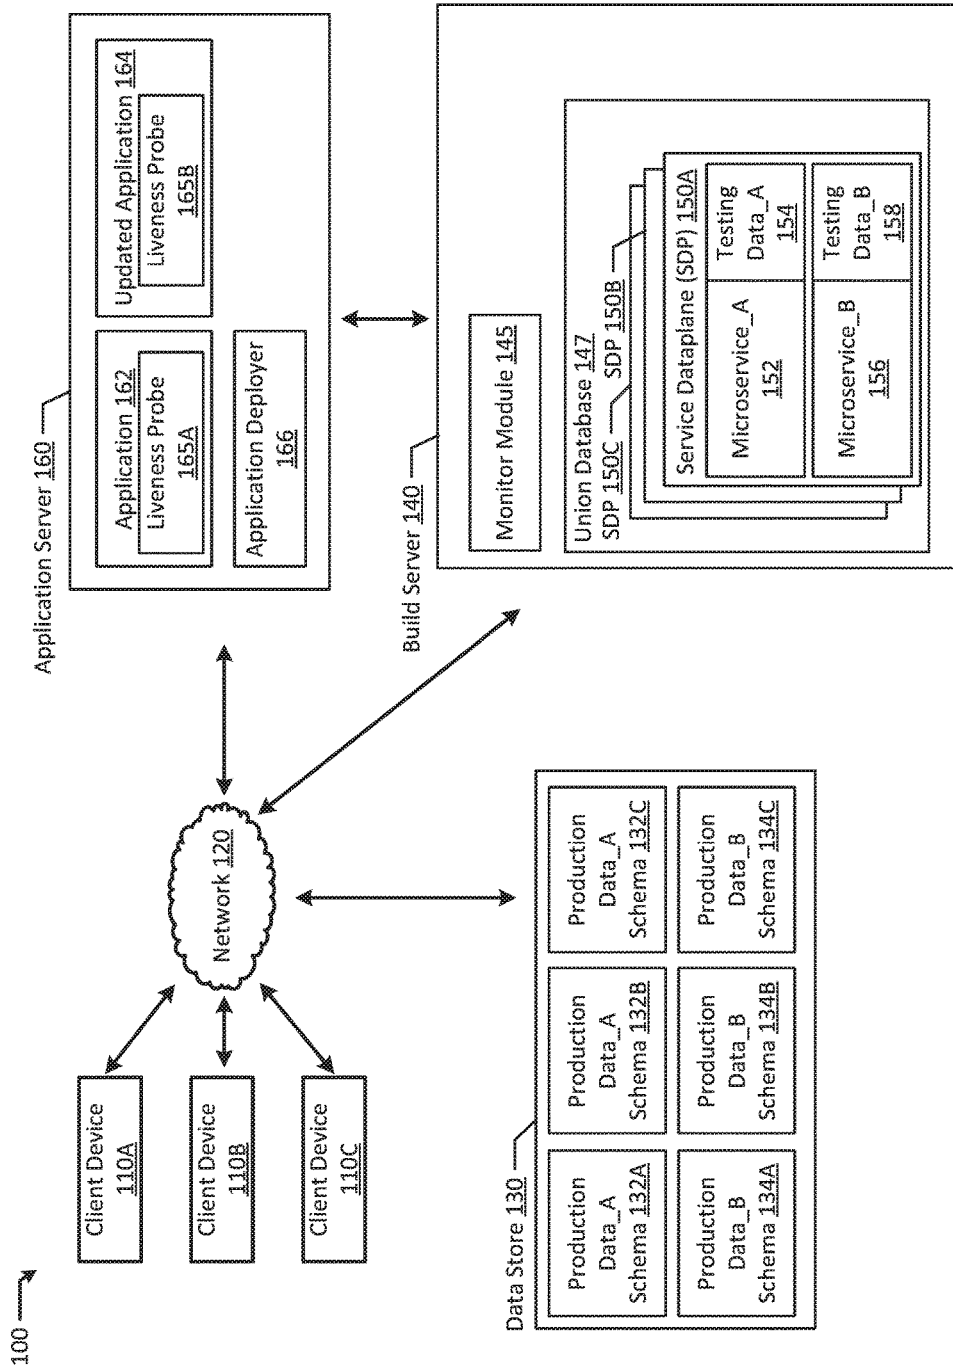 100
Client Device
110A
Client Device
110B
Client Device
110C
Network 120
Application Server 160
Application 162
Liveness Probe
165A
Updated Application 164
Liveness Probe
165B
Application Deployer
166
Data Store 130
Production
Data_A
Schema 132A
Production
Data_A
Schema 132B
Production
Data_A
Schema 132C
Production
Data_B
Schema 134A
Production
Data_B
Schema 134B
Production
Data_B
Schema 134C
Build Server 140
Monitor Module 145
Union Database 147
SDP 150C
SDP 150B
Service Dataplane (SDP) 150A
Microservice_A
152
Testing
Data_A
154
Microservice_B
156
Testing
Data_B
158